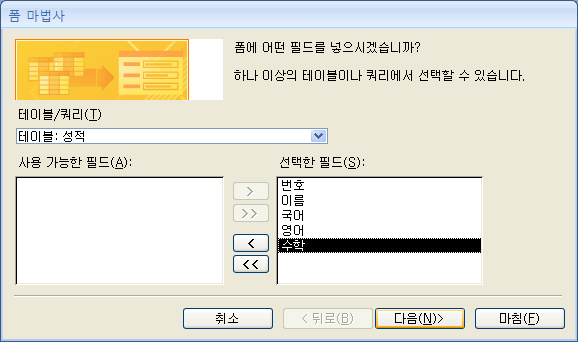 폼 마법사
폼에 어떤 필드를 넣으시겠습니까?
하나 이상의 테이블이나 쿼리에서 선택할 수 있습니다.
테이블/쿼리(T)
테이블: 성적
사용 가능한 필드(A):
선택한 필드(S):
번호
이름
국어
영어
수학
>
>>
<
<<
취소
< 뒤로(B)
다음(N)>
마침(F)